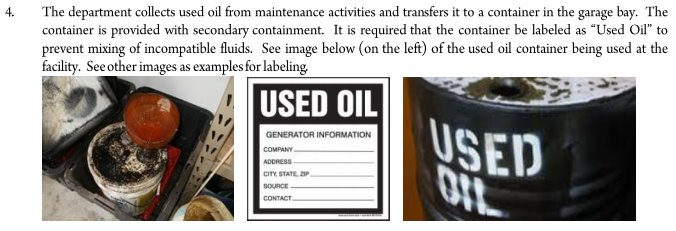 4. The department collects used oil from maintenance activities and transfers it to a container in the garage bay. The
container is provided with secondary containment. It is required that the container be labeled as “Used Oil” to
prevent mixing of incompatible fluids. See image below (on the left) of the used oil container being used at the
facility. See other images as examples for labeling.
USED OIL
GENERATOR INFORMATION
COMPANY
ADDRESS
CITY, STATE, ZIP
SOURCE
CONTACT
USED
OIL